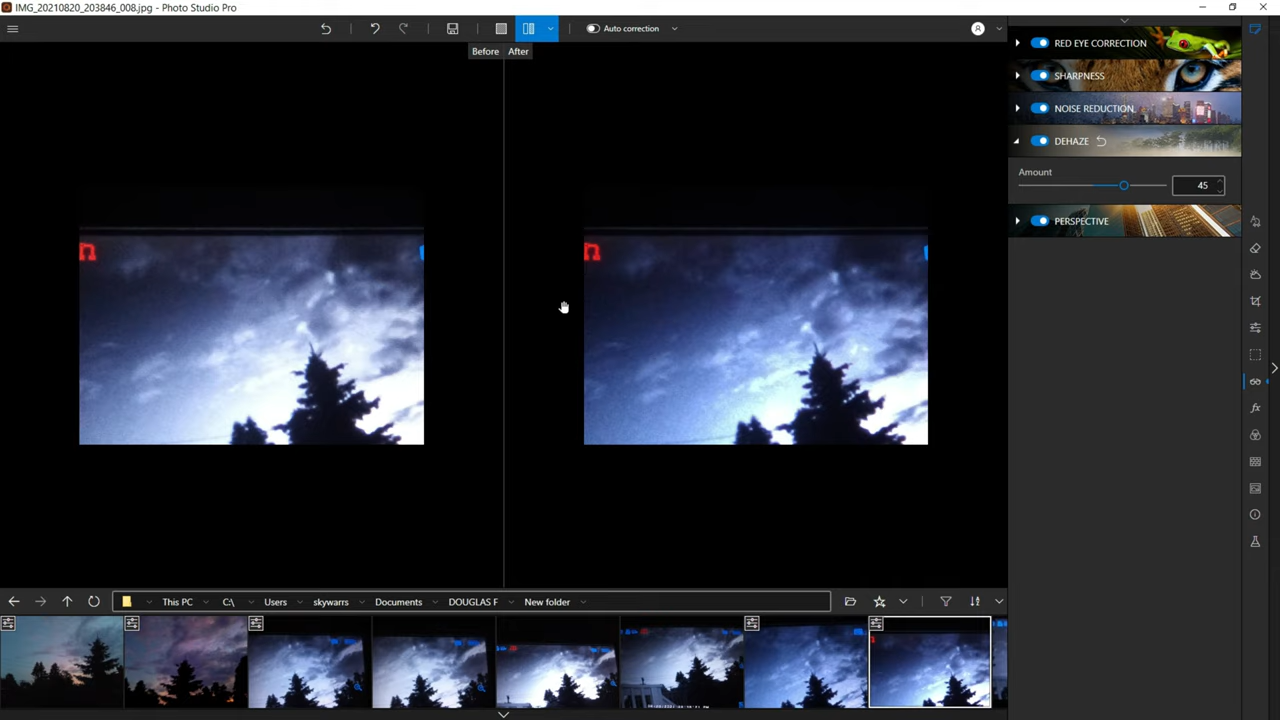 IMG_20210820_203846_008.jpg - Photo Studio Pro
Auto correction
Before After
RED EYE CORRECTION
SHARPNESS
NOISE REDUCTION
DEHAZE
Amount
45
PERSPECTIVE
n
n
This PC
C:\
Users
skywarrs
Documents
DOUGLAS F
New folder